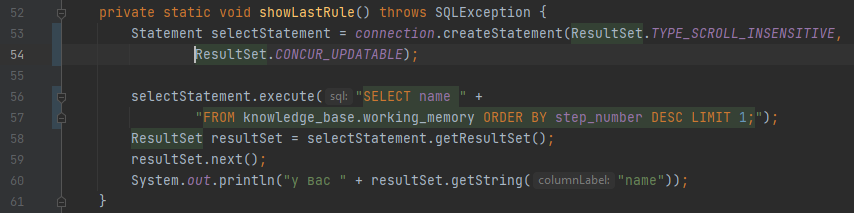 52 private static void showLastRule() throws SQLException {
53 Statement selectStatement = connection.createStatement(ResultSet.TYPE_SCROLL_INSENSITIVE,
54 ResultSet.CONCUR_UPDATABLE);
55
56 selectStatement.execute( sql: "SELECT name " +
57 "FROM knowledge_base.working_memory ORDER BY step_number DESC LIMIT 1;");
58 ResultSet resultSet = selectStatement.getResultSet();
59 resultSet.next();
60 System.out.println("у вас " + resultSet.getString( columnLabel: "name"));
61 }